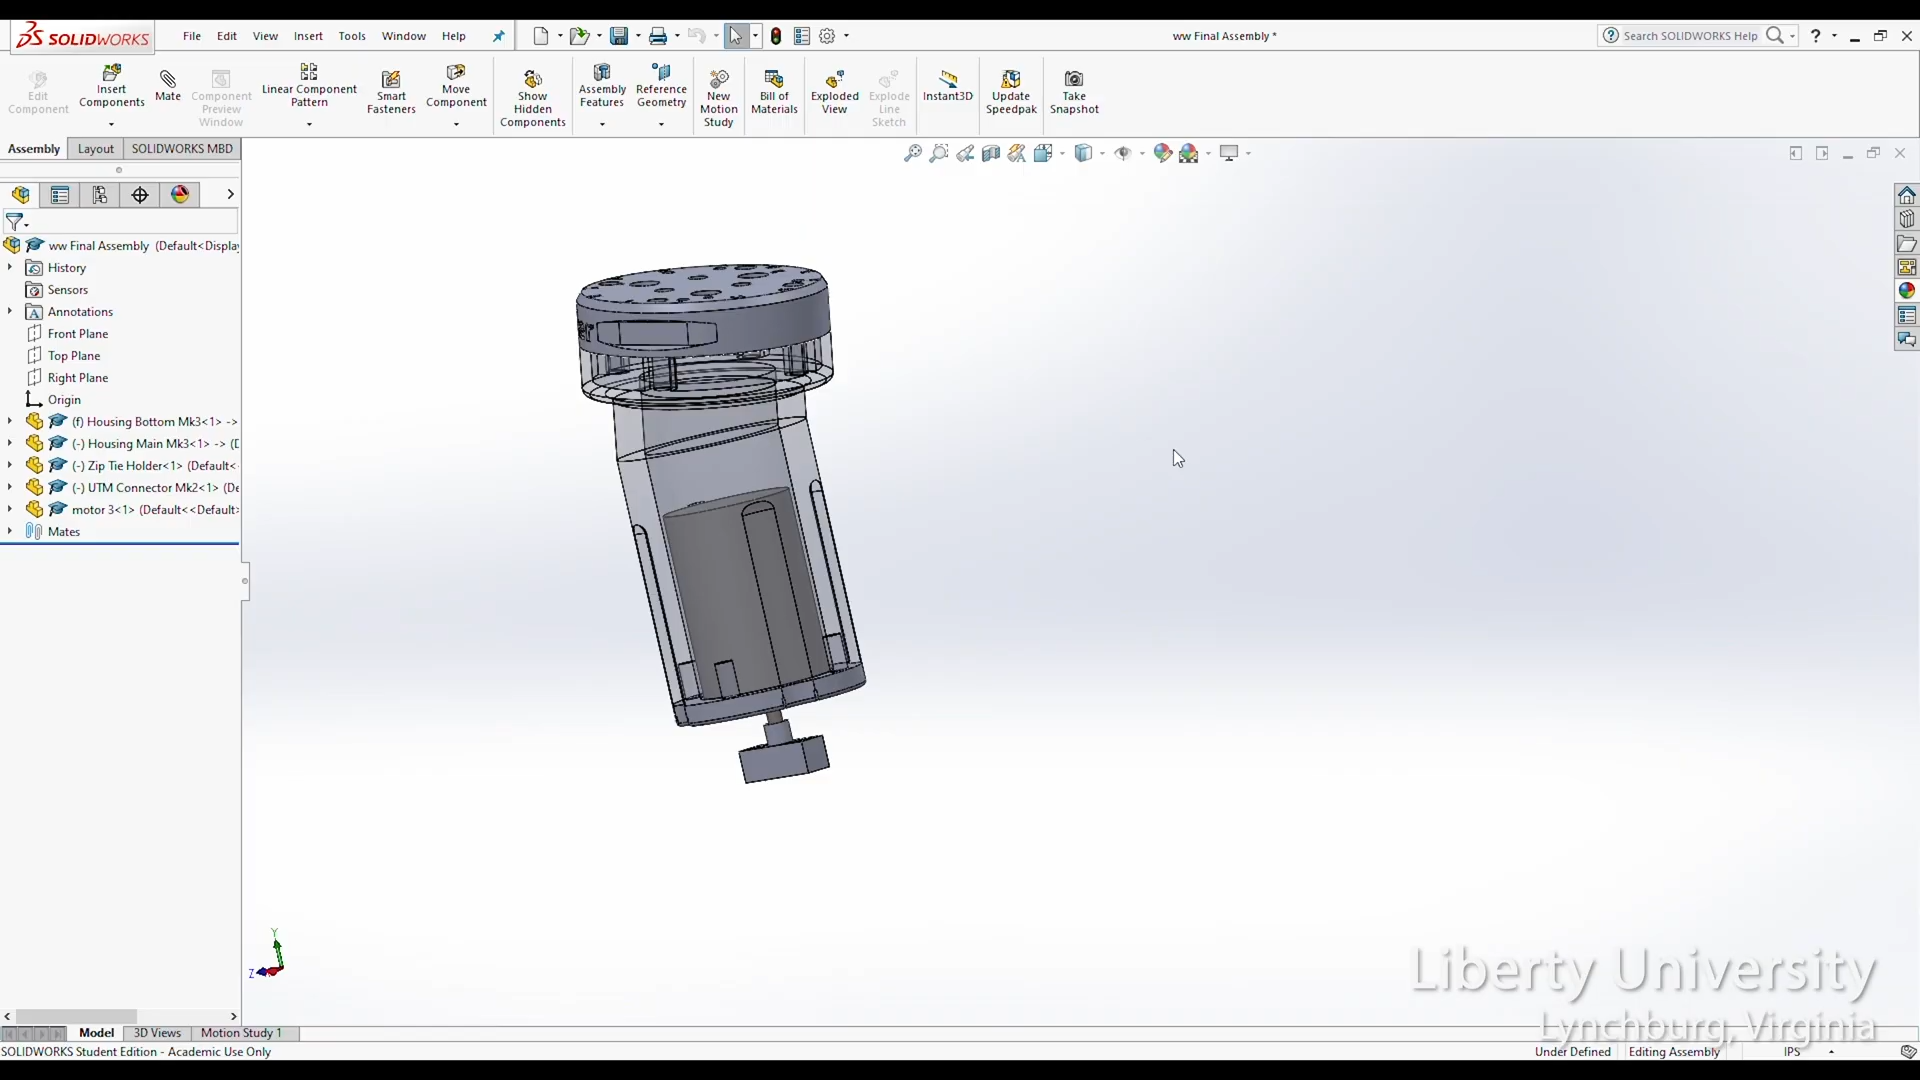 SOLIDWORKS File Edit View Insert Tools Window Help ww Final Assembly * Search SOLIDWORKS Help ?
Edit Component
Insert Components
Mate
Component Preview Window
Linear Component Pattern
Smart Fasteners
Move Component
Show Hidden Components
Assembly Features
Reference Geometry
New Motion Study
Bill of Materials
Exploded View
Explode Line Sketch
Instant3D
Update Speedpak
Take Snapshot
Assembly Layout SOLIDWORKS MBD
ww Final Assembly (Default<Display
History
Sensors
A Annotations
Front Plane
Top Plane
Right Plane
Origin
(f) Housing Bottom Mk3<1> ->
(-) Housing Main Mk3<1> -> (D
(-) Zip Tie Holder<1> (Default<
(-) UTM Connector Mk2<1> (De
motor 3<1> (Default<<Default>
Mates
er
Y
Z
Liberty University
Lynchburg, Virginia
Model 3D Views Motion Study 1
SOLIDWORKS Student Edition - Academic Use Only Under Defined Editing Assembly IPS